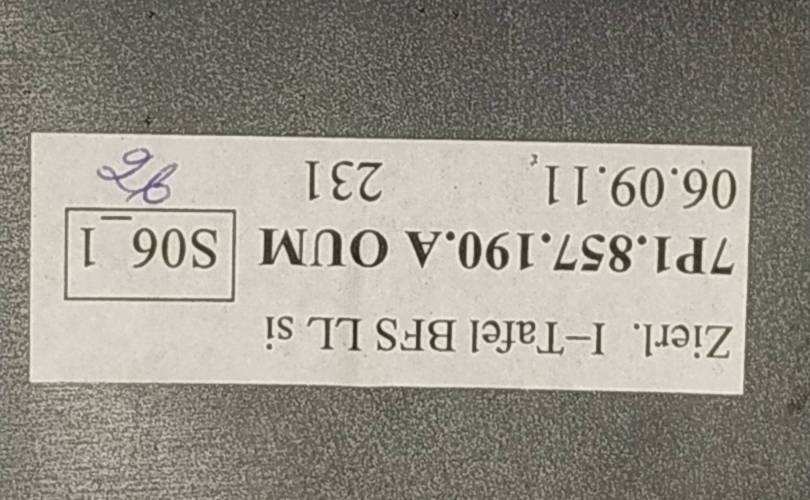 Zierl. I-Tafel BFS LL si
7P1.857.190.A OUM S06_1
06.09.11 231